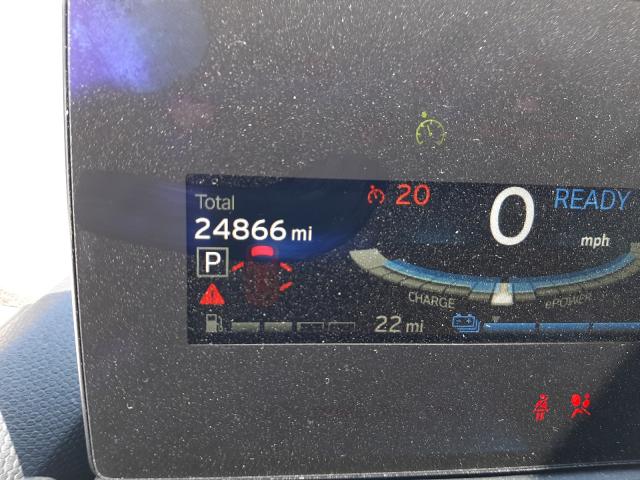 Total
24866 mi
20
0
READY
mph
P
CHARGE
ePOWER
22 mi